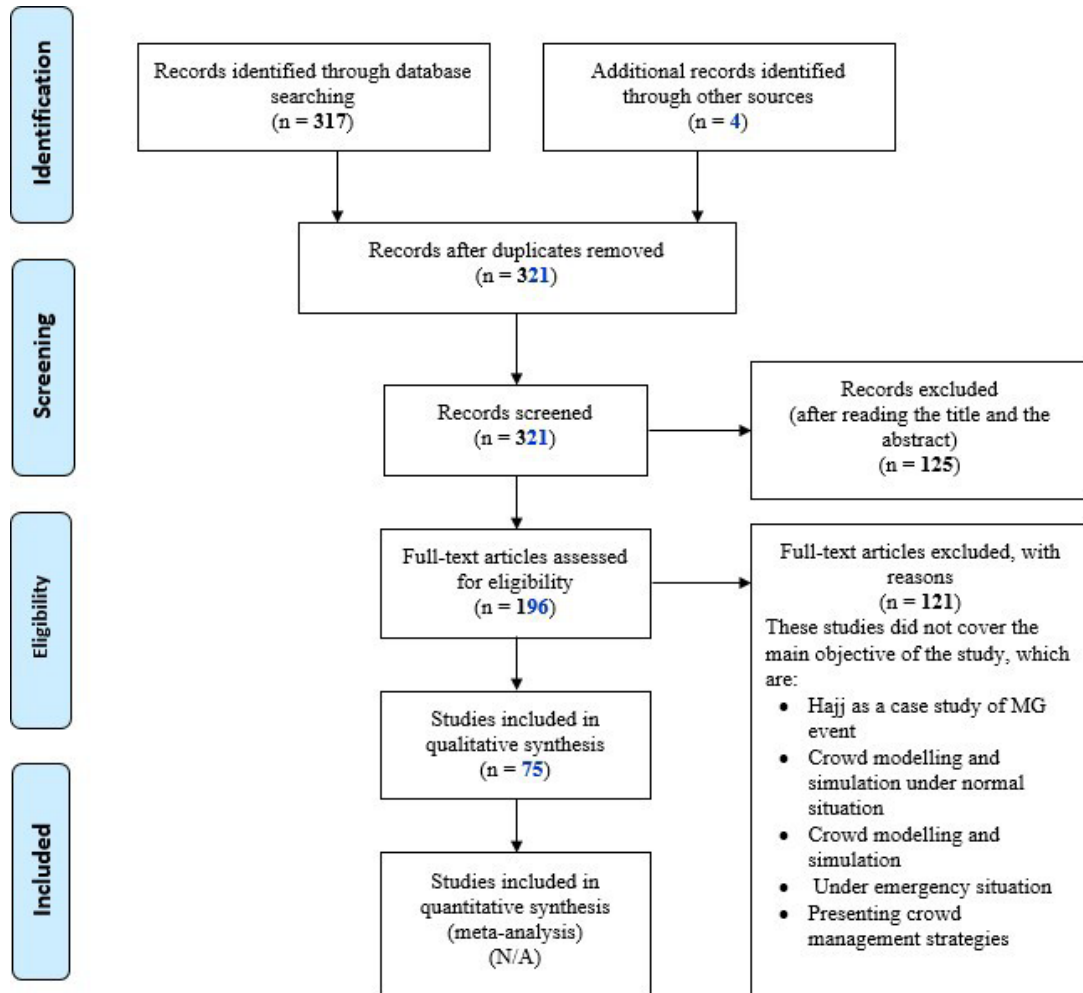 Identification
Records identified through database
searching
(n = 317)
Additional records identified
through other sources
(n = 4)
Records after duplicates removed
(n = 321)
Screening
Records screened
(n = 321)
Records excluded
(after reading the title and the
abstract)
(n = 125)
Eligibility
Full-text articles assessed
for eligibility
(n = 196)
Full-text articles excluded, with
reasons
(n = 121)
These studies did not cover the
main objective of the study, which
are:
• Hajj as a case study of MG
event
• Crowd modelling and
simulation under normal
situation
• Crowd modelling and
simulation
• Under emergency situation
• Presenting crowd
management strategies
Studies included in
qualitative synthesis
(n = 75)
Included
Studies included in
quantitative synthesis
(meta-analysis)
(N/A)